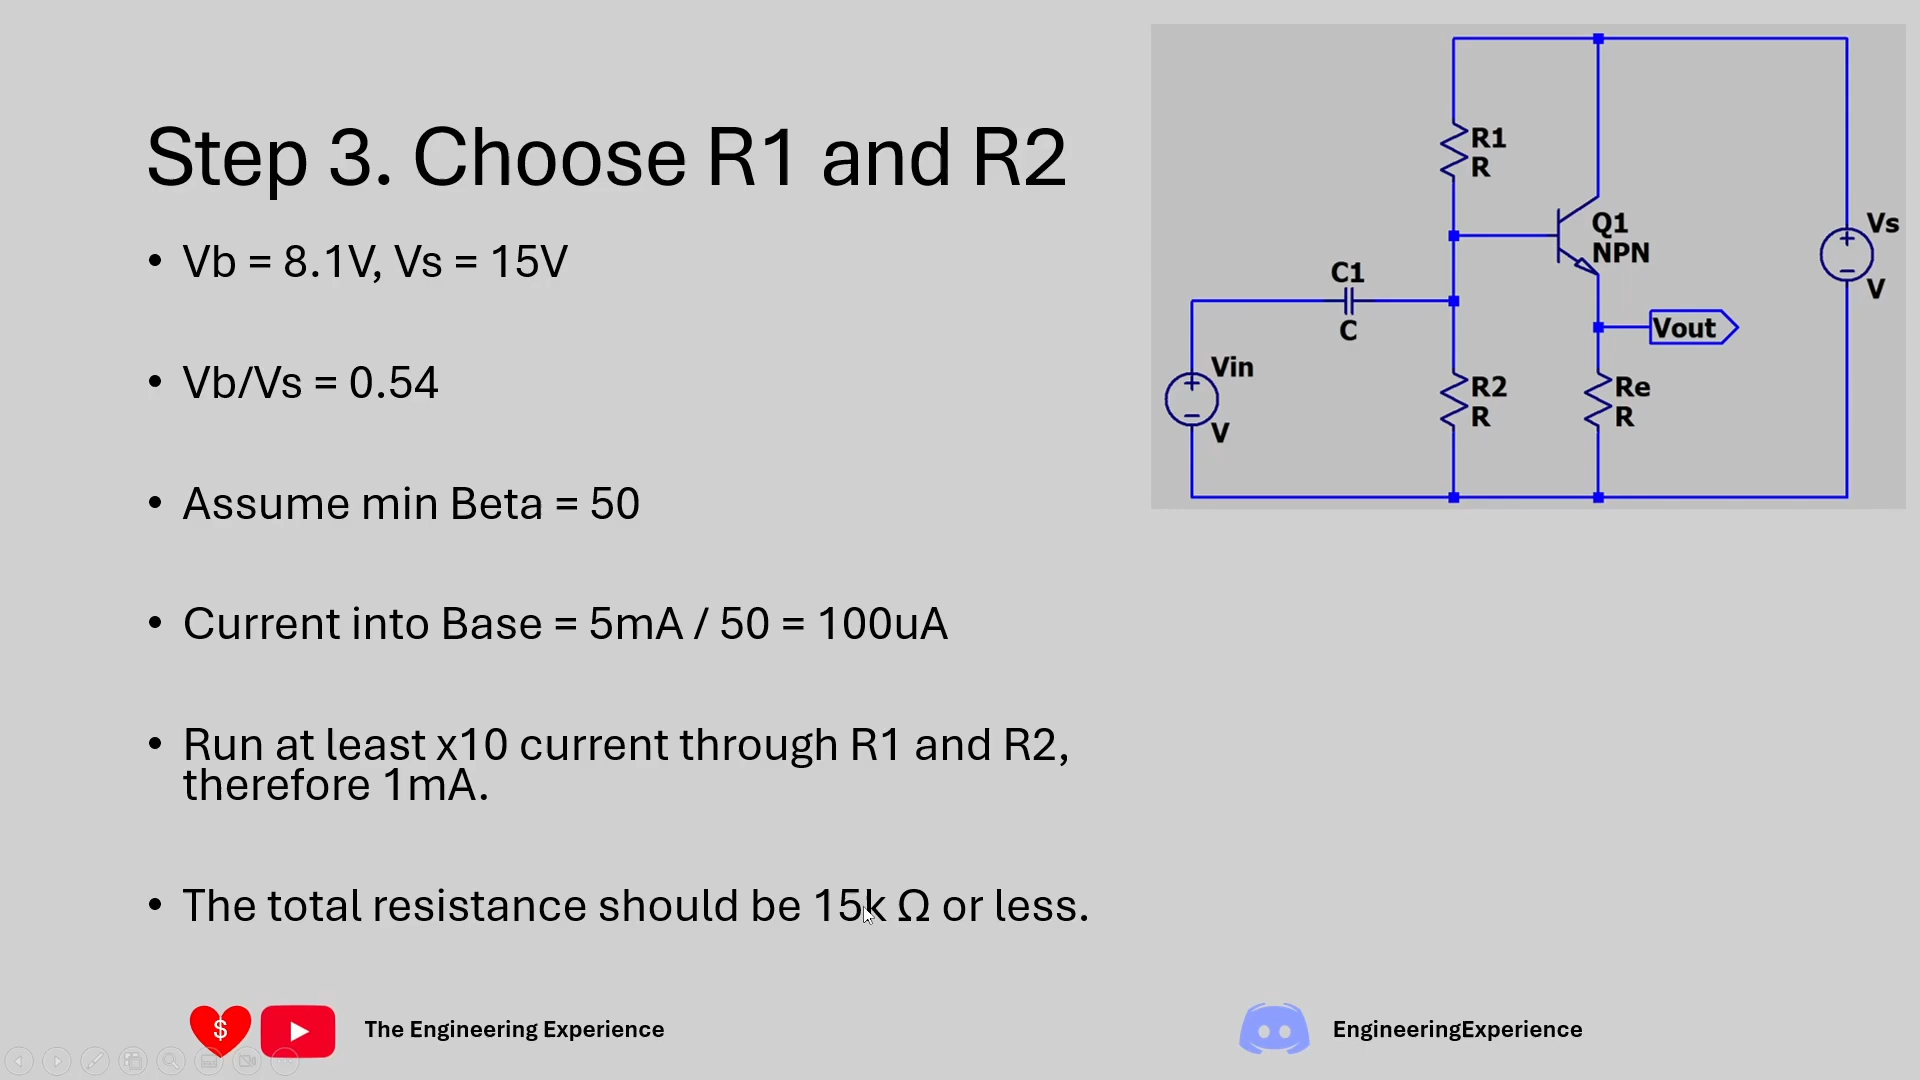 Step 3. Choose R1 and R2
• Vb = 8.1V, Vs = 15V
• Vb/Vs = 0.54
• Assume min Beta = 50
• Current into Base = 5mA / 50 = 100uA
• Run at least x10 current through R1 and R2,
therefore 1mA.
• The total resistance should be 15k Ω or less.
R1
R
Q1
NPN
Vs
V
C1
C
Vout
Vin
V
R2
R
Re
R
$
The Engineering Experience
EngineeringExperience